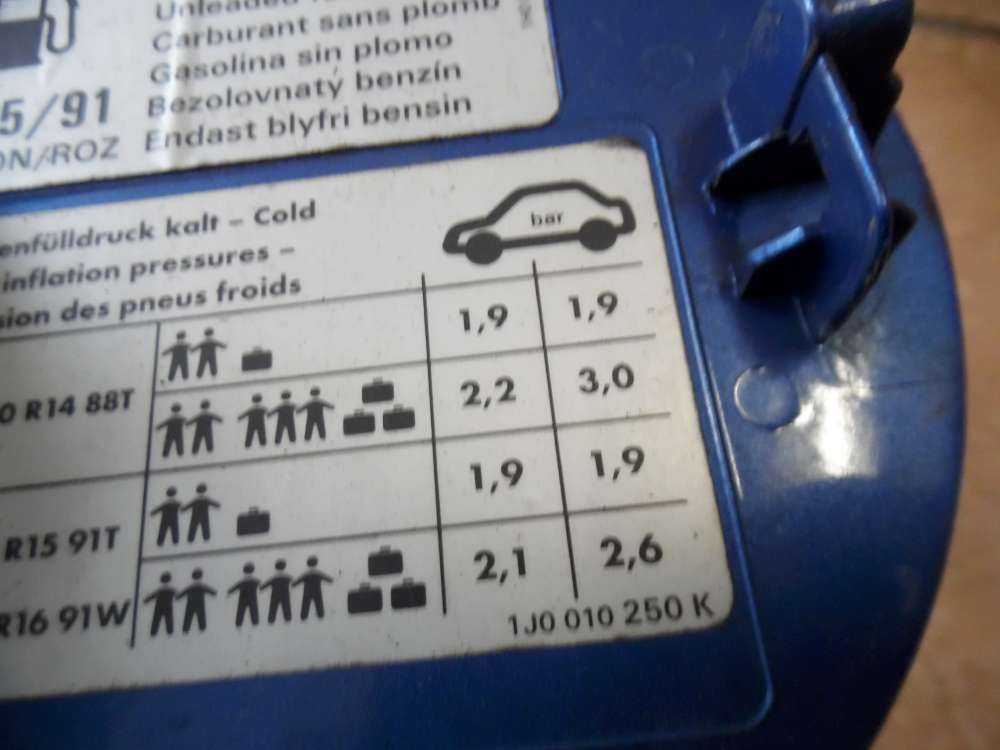 Unleaded
Carburant sans plomb
Gasolina sin plomo
5/91 Bezolovnatý benzín
ON/ROZ Endast blyfri bensin
enfülldruck kalt – Cold
inflation pressures –
sion des pneus froids
bar
1,9 1,9
0 R14 88T 2,2 3,0
1,9 1,9
R15 91T
2,1 2,6
R16 91W
1J0 010 250 K